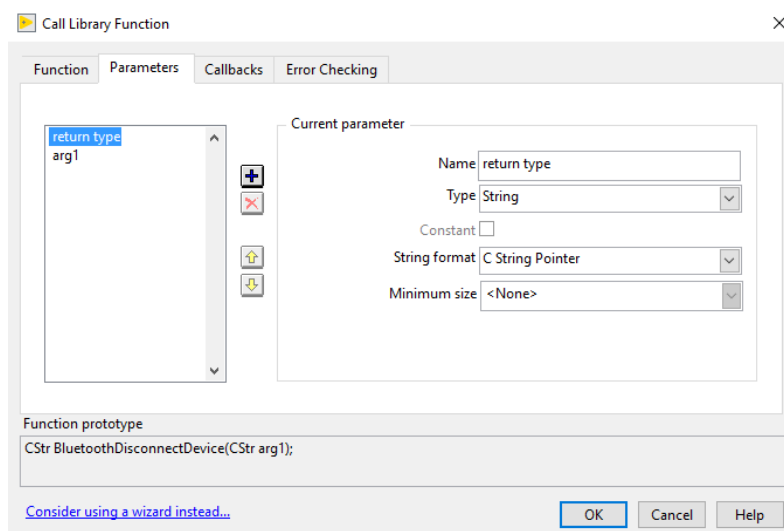 Call Library Function
Function Parameters Callbacks Error Checking
return type
arg1
Current parameter
Name return type
Type String
Constant
String format C String Pointer
Minimum size <None>
Function prototype
CStr BluetoothDisconnectDevice(CStr arg1);
Consider using a wizard instead...
OK Cancel Help